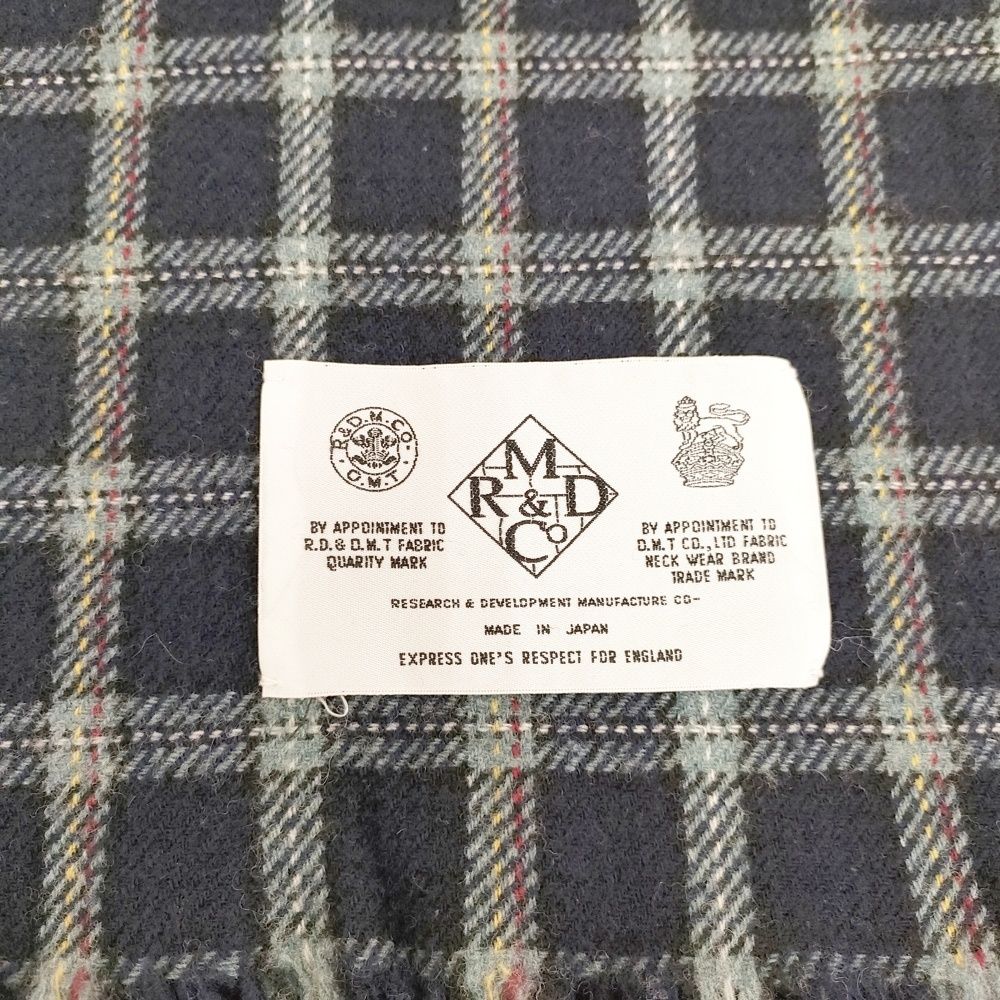 R&D.M.CO.
O.M.T
M
R & D
Co
BY APPOINTMENT TO
R.D.& O.M.T FABRIC
QUARITY MARK
BY APPOINTMENT TO
O.M.T CO.,LTD FABRIC
NECK WEAR BRAND
TRADE MARK
RESEARCH & DEVELOPMENT MANUFACTURE CO-
MADE IN JAPAN
EXPRESS ONE'S RESPECT FOR ENGLAND